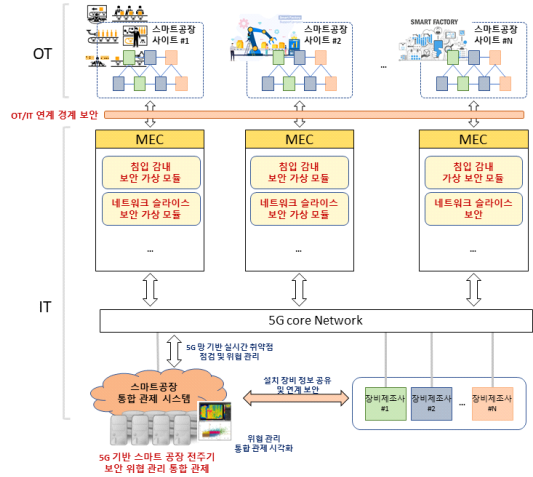 OT
스마트공장
사이트 #1
스마트공장
사이트 #2
...
SMART FACTORY
스마트공장
사이트 #N
OT/IT 연계 경계 보안
IT
MEC
침입 감내
보안 가상 모듈
네트워크 슬라이스
보안 가상 모듈
...
MEC
침입 감내
보안 가상 모듈
네트워크 슬라이스
보안 가상 모듈
...
MEC
침입 감내
가상 보안 모듈
네트워크 슬라이스
보안
...
5G core Network
5G 망 기반 실시간 취약점
점검 및 위협 관리
스마트공장
통합 관제 시스템
설치 장비 정보 공유
및 연계 보안
장비제조사
#1
장비제조사
#2
...
장비제조사
#N
위협 관리
통합 관제 시각화
5G 기반 스마트 공장 전주기
보안 위협 관리 통합 관제